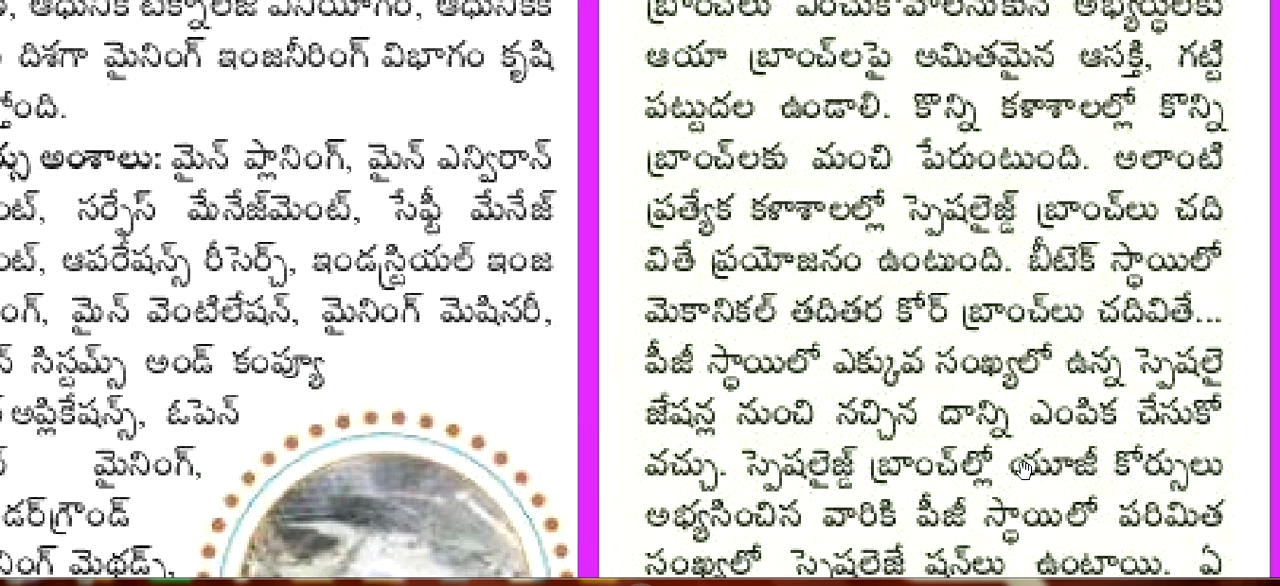 ఆధునిక టెక్నాలజీ వినియోగం, ఆధునికీక
దిశగా మైనింగ్ ఇంజనీరింగ్ విభాగం కృషి
అంశాలు: మైన్ ప్లానింగ్, మైన్ ఎన్విరాన్
సర్ఫేస్ మేనేజ్‌మెంట్, సేఫ్టీ మేనేజ్
ఆపరేషన్స్ రీసెర్చ్, ఇండస్ట్రియల్ ఇంజ
మైన్ వెంటిలేషన్, మైనింగ్ మెషినరీ,
సిస్టమ్స్ అండ్ కంప్యూ
అప్లికేషన్స్, ఓపెన్
మైనింగ్,
డర్‌గ్రౌండ్
నింగ్ మెథడ్స్,
బ్రాంచ్‌లు ఎంచుకోవాలనుకునే అభ్యర్థులకు
ఆయా బ్రాంచ్‌లపై అమితమైన ఆసక్తి, గట్టి
పట్టుదల ఉండాలి. కొన్ని కళాశాలల్లో కొన్ని
బ్రాంచ్‌లకు మంచి పేరుంటుంది. అలాంటి
ప్రత్యేక కళాశాలల్లో స్పెషలైజ్డ్ బ్రాంచ్‌లు చది
వితే ప్రయోజనం ఉంటుంది. బీటెక్ స్థాయిలో
మెకానికల్ తదితర కోర్ బ్రాంచ్‌లు చదివితే...
పీజీ స్థాయిలో ఎక్కువ సంఖ్యలో ఉన్న స్పెషలై
జేషన్ల నుంచి నచ్చిన దాన్ని ఎంపిక చేసుకో
వచ్చు. స్పెషలైజ్డ్ బ్రాంచ్‌ల్లో యూజీ కోర్సులు
అభ్యసించిన వారికి పీజీ స్థాయిలో పరిమిత
సంఖ్యలో స్పెషలైజే షన్‌లు ఉంటాయి. ఏ